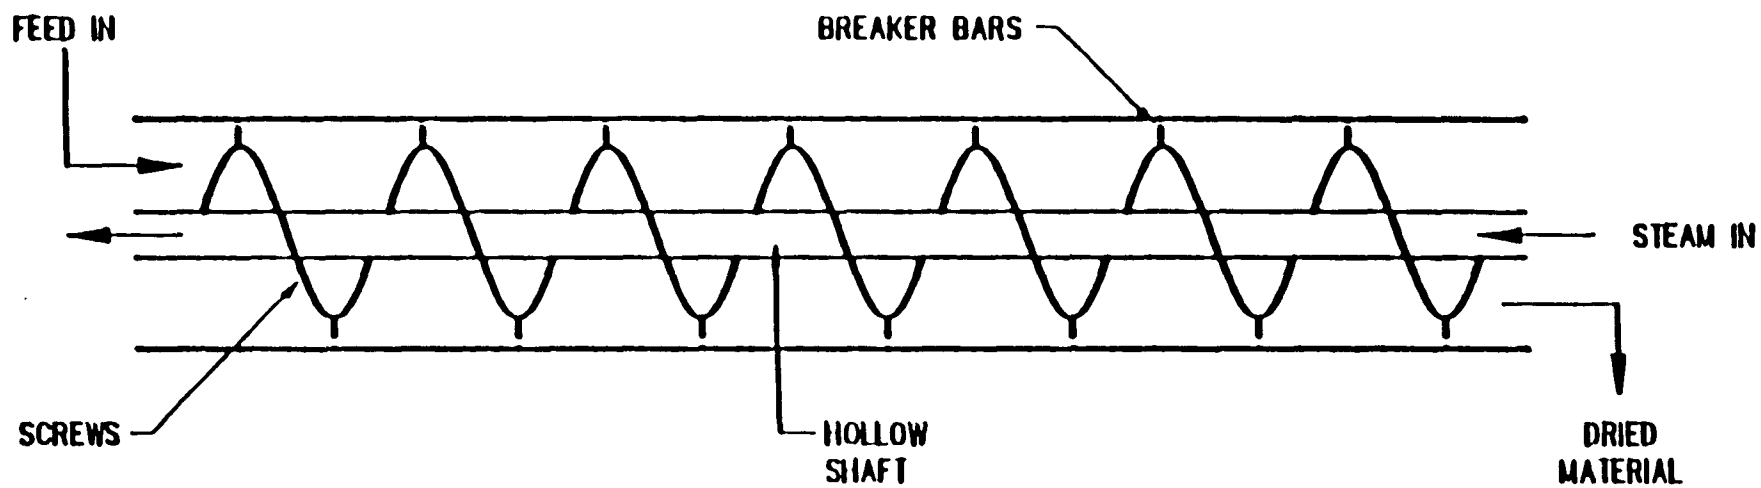 FEED IN
BREAKER BARS
STEAM IN
SCREWS
HOLLOW
SHAFT
DRIED
MATERIAL